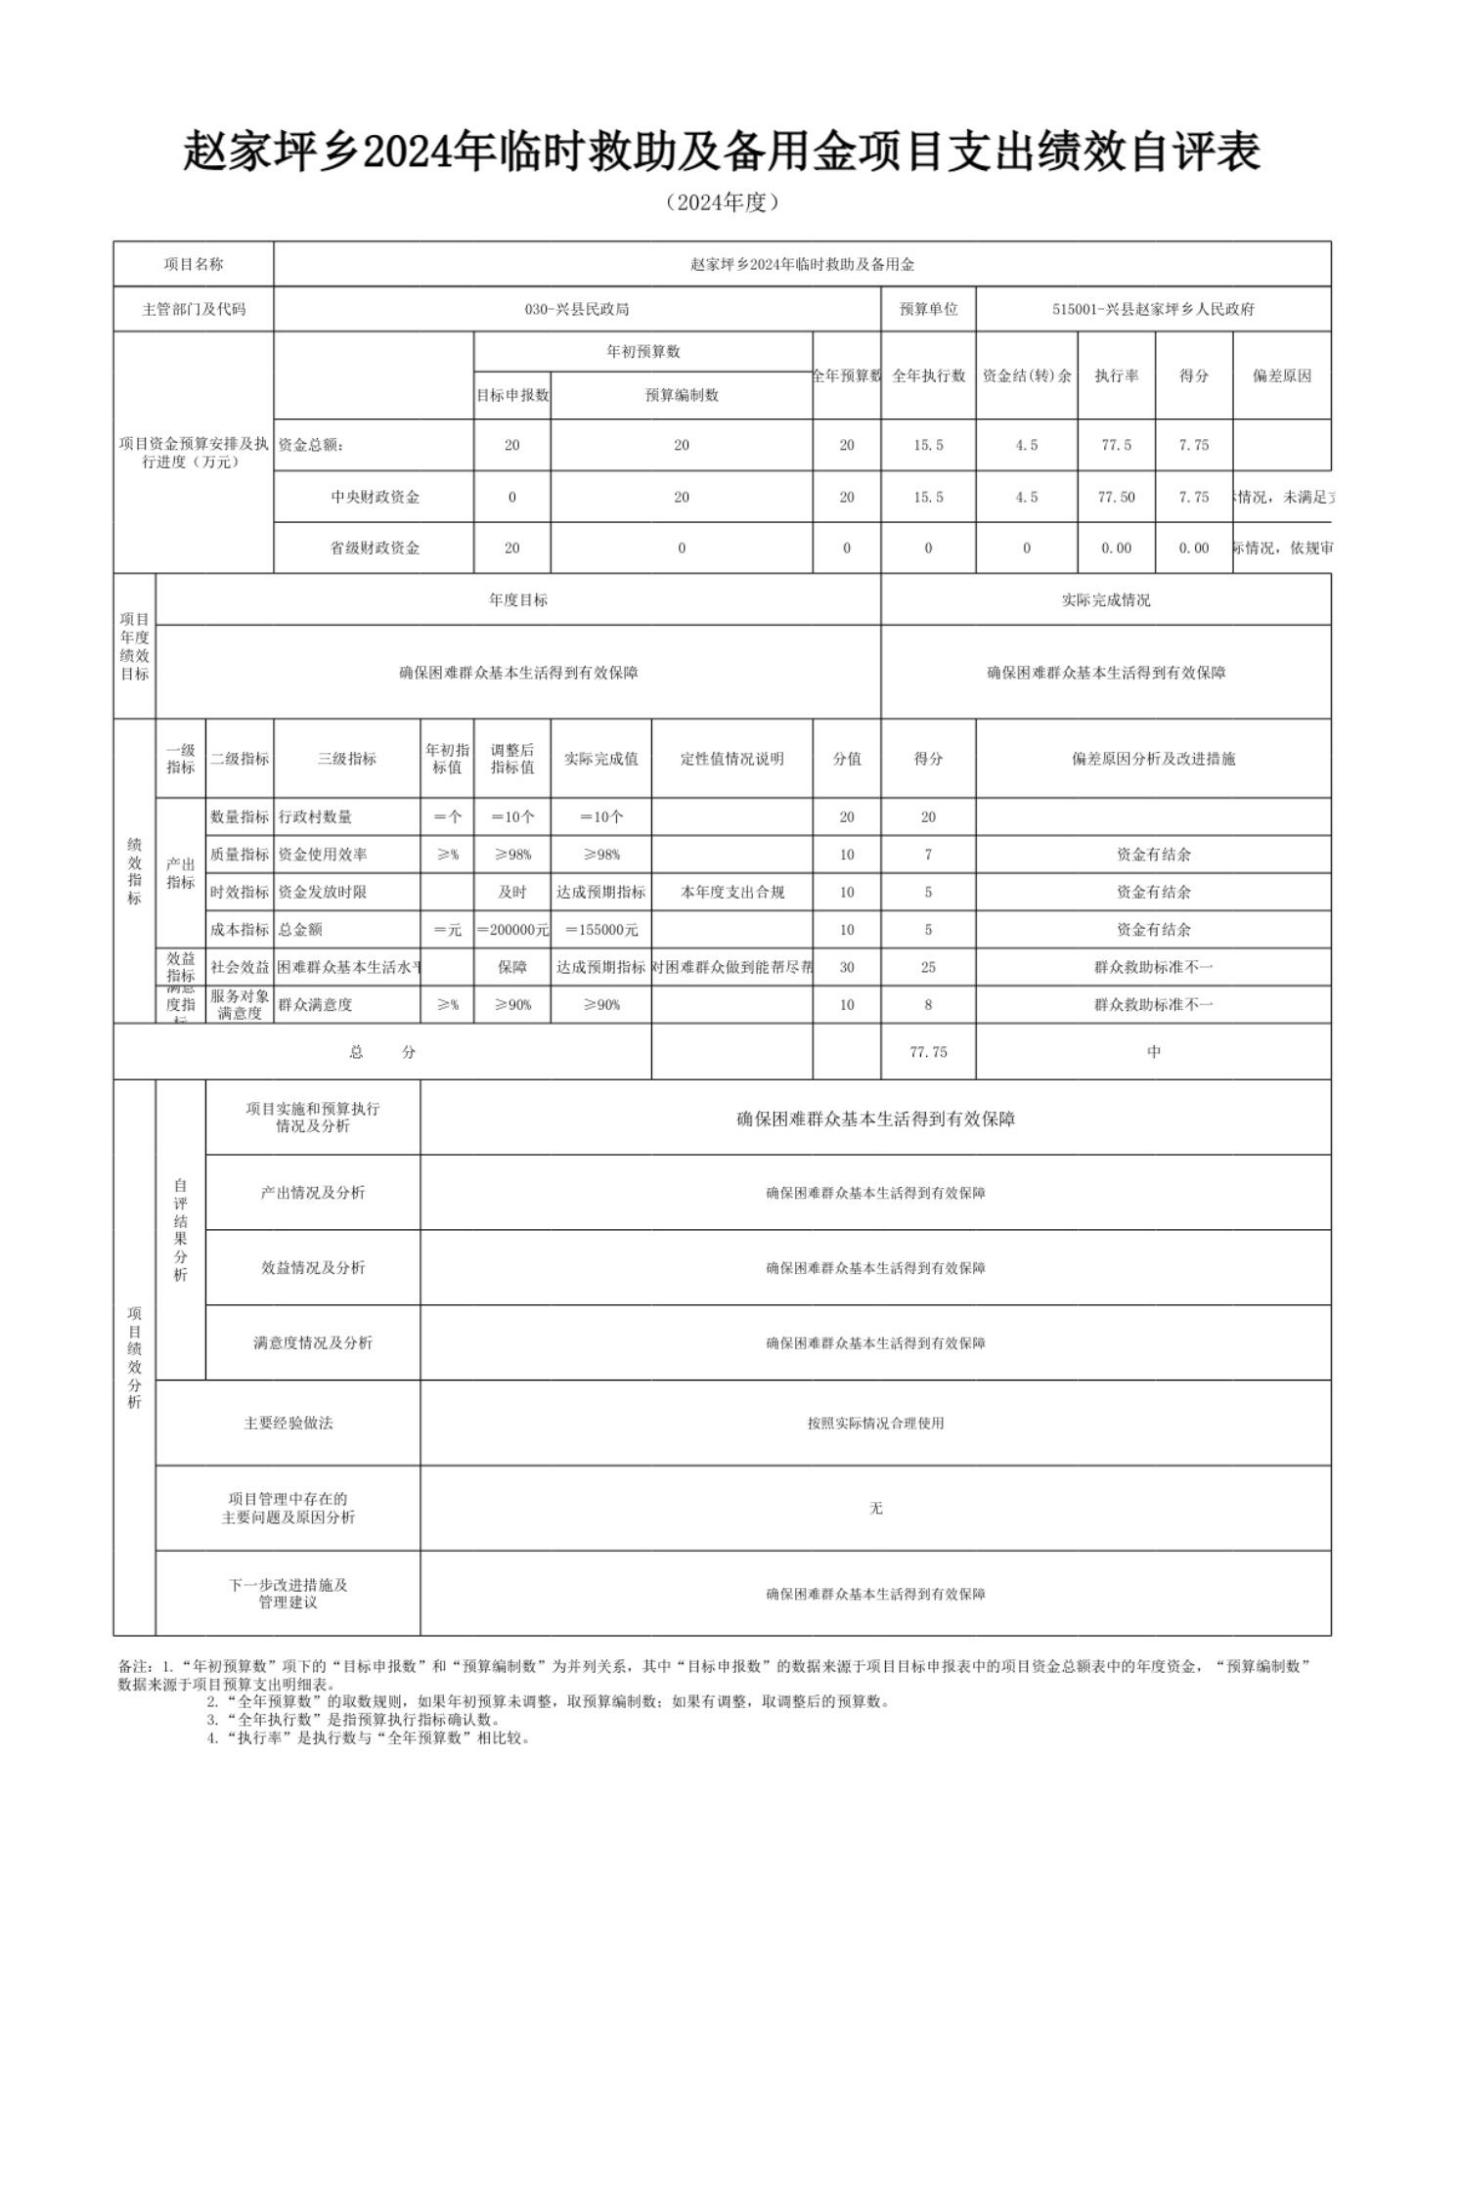 赵家坪乡2024年临时救助及备用金项目支出绩效自评表
（2024年度）
项目名称 赵家坪乡2024年临时救助及备用金
主管部门及代码 030-兴县民政局 预算单位 515001-兴县赵家坪乡人民政府
项目资金预算安排及执
行进度（万元）
年初预算数
全年预算数 全年执行数 资金结(转)余 执行率 得分 偏差原因
目标申报数 预算编制数
资金总额： 20 20 20 15.5 4.5 77.5 7.75
中央财政资金 0 20 20 15.5 4.5 77.50 7.75 情况，未满足
省级财政资金 20 0 0 0 0 0.00 0.00 际情况，依规审
项目
年度
绩效
目标
年度目标 实际完成情况
确保困难群众基本生活得到有效保障 确保困难群众基本生活得到有效保障
绩
效
指
标
一级
指标
二级指标 三级指标
年初指
标值
调整后
指标值
实际完成值 定性值情况说明 分值 得分 偏差原因分析及改进措施
产出
指标
数量指标 行政村数量 ＝个 ＝10个 ＝10个 20 20
质量指标 资金使用效率 ≥% ≥98% ≥98% 10 7 资金有结余
时效指标 资金发放时限 及时 达成预期指标 本年度支出合规 10 5 资金有结余
成本指标 总金额 ＝元 ＝200000元 ＝155000元 10 5 资金有结余
效益
指标
社会效益 困难群众基本生活水平 保障 达成预期指标 对困难群众做到能帮尽帮 30 25 群众救助标准不一
满意
度指
标
服务对象
满意度
群众满意度 ≥% ≥90% ≥90% 10 8 群众救助标准不一
总 分 77.75 中
项
目
绩
效
分
析
自
评
结
果
分
析
项目实施和预算执行
情况及分析
确保困难群众基本生活得到有效保障
产出情况及分析 确保困难群众基本生活得到有效保障
效益情况及分析 确保困难群众基本生活得到有效保障
满意度情况及分析 确保困难群众基本生活得到有效保障
主要经验做法 按照实际情况合理使用
项目管理中存在的
主要问题及原因分析
无
下一步改进措施及
管理建议
确保困难群众基本生活得到有效保障
备注：1.“年初预算数”项下的“目标申报数”和“预算编制数”为并列关系，其中“目标申报数”的数据来源于项目目标申报表中的项目资金总额表中的年度资金，“预算编制数”
数据来源于项目预算支出明细表。
2.“全年预算数”的取数规则，如果年初预算未调整，取预算编制数；如果有调整，取调整后的预算数。
3.“全年执行数”是指预算执行指标确认数。
4.“执行率”是执行数与“全年预算数”相比较。